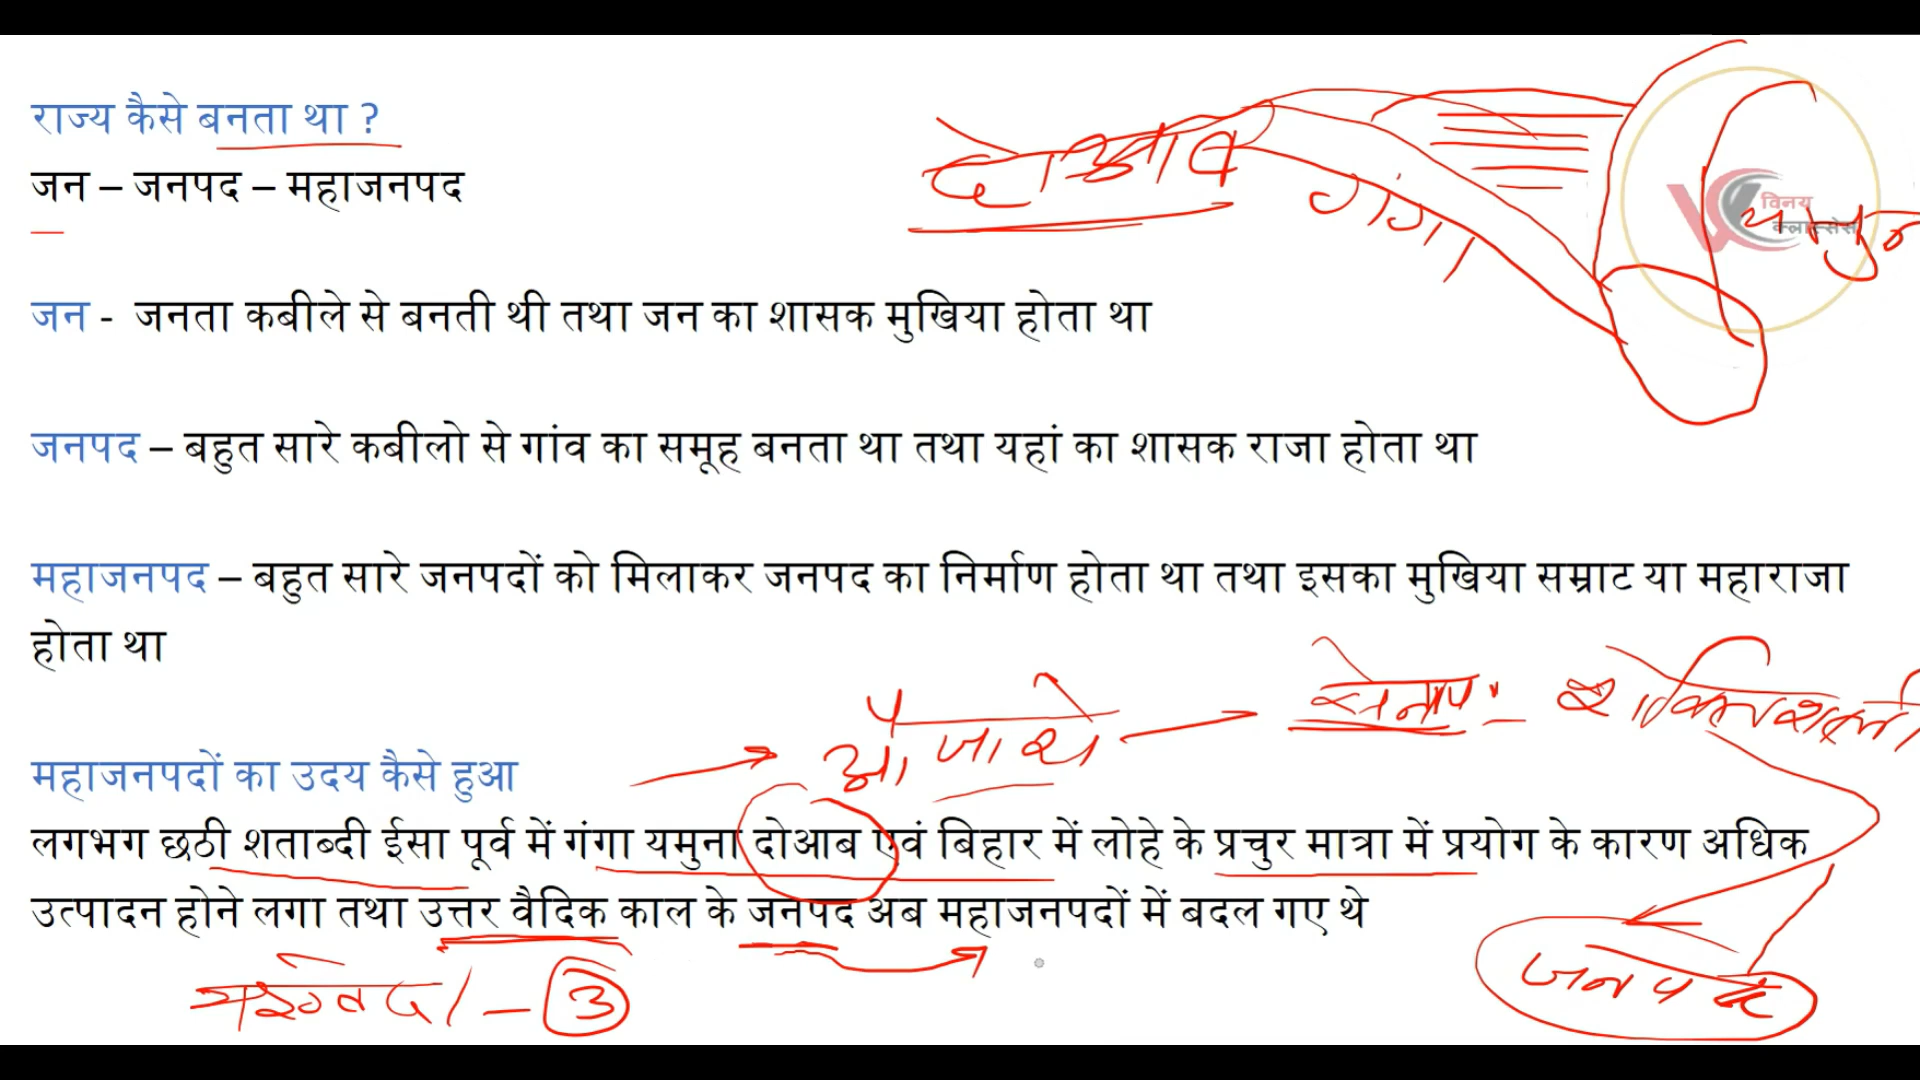 राज्य कैसे बनता था ?
जन – जनपद – महाजनपद
दोआब
गंगा
विनय
क्लासेस
जन - जनता कबीले से बनती थी तथा जन का शासक मुखिया होता था
जनपद – बहुत सारे कबीलो से गांव का समूह बनता था तथा यहां का शासक राजा होता था
महाजनपद – बहुत सारे जनपदों को मिलाकर जनपद का निर्माण होता था तथा इसका मुखिया सम्राट या महाराजा
होता था
महाजनपदों का उदय कैसे हुआ
लगभग छठी शताब्दी ईसा पूर्व में गंगा यमुना दोआब एवं बिहार में लोहे के प्रचुर मात्रा में प्रयोग के कारण अधिक
उत्पादन होने लगा तथा उत्तर वैदिक काल के जनपद अब महाजनपदों में बदल गए थे
3
जनपद